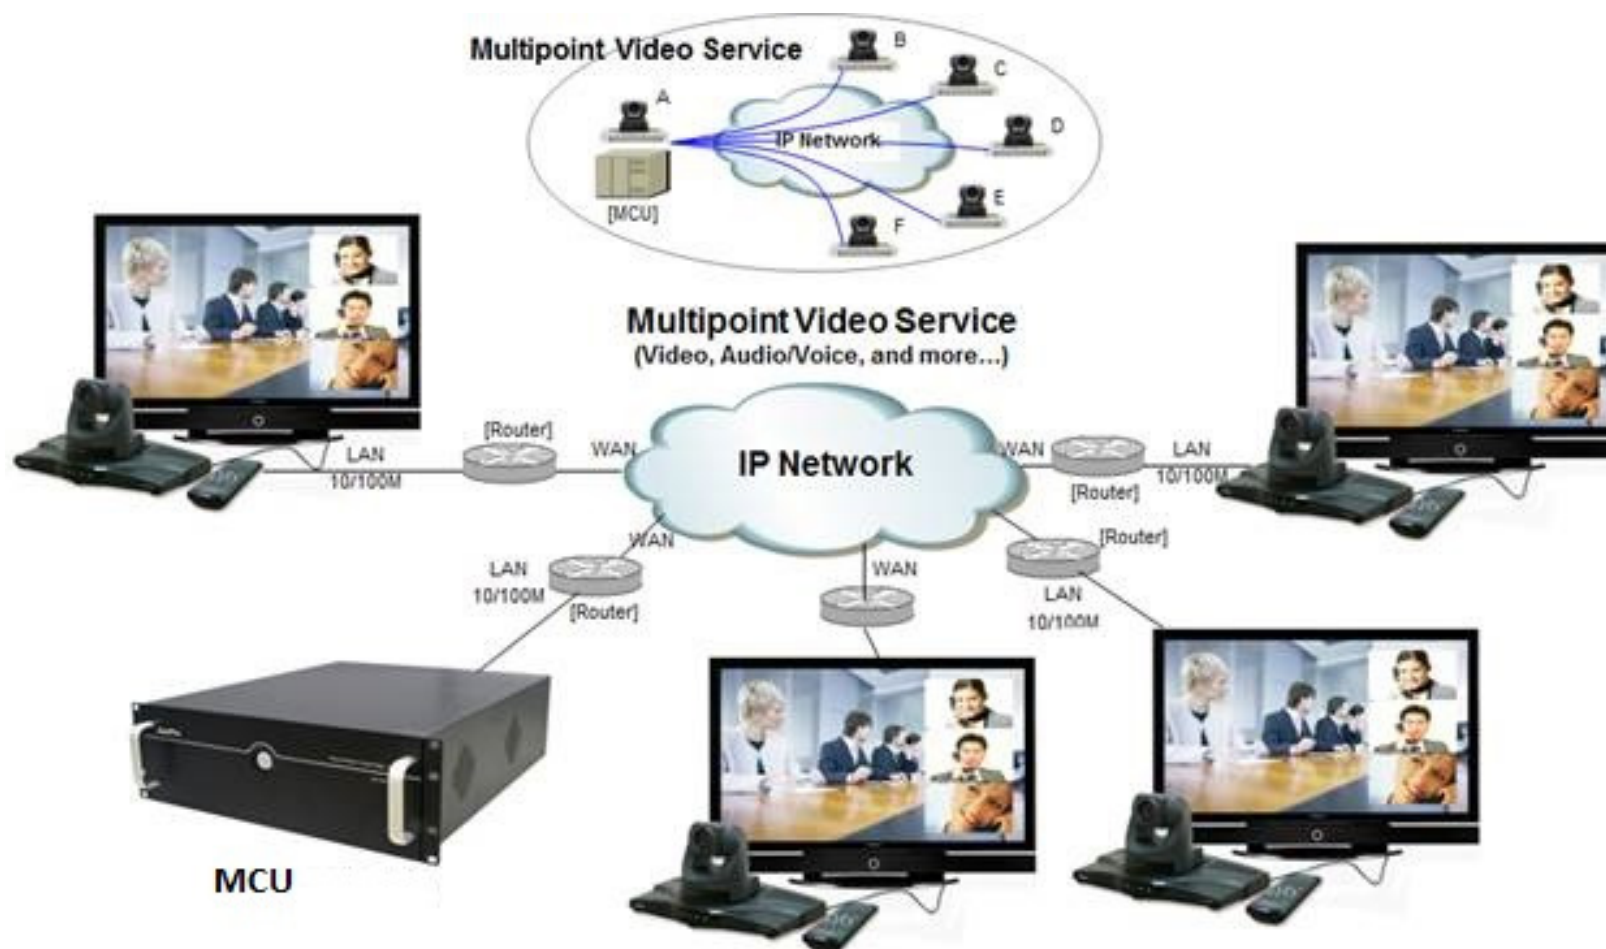 Multipoint Video Service
A
B
C
D
E
F
IP Network
[MCU]
Multipoint Video Service
(Video, Audio/Voice, and more...)
IP Network
[Router]
WAN
LAN
10/100M
WAN
LAN
10/100M
[Router]
[Router]
WAN
LAN
10/100M
[Router]
WAN
LAN
10/100M
[Router]
MCU